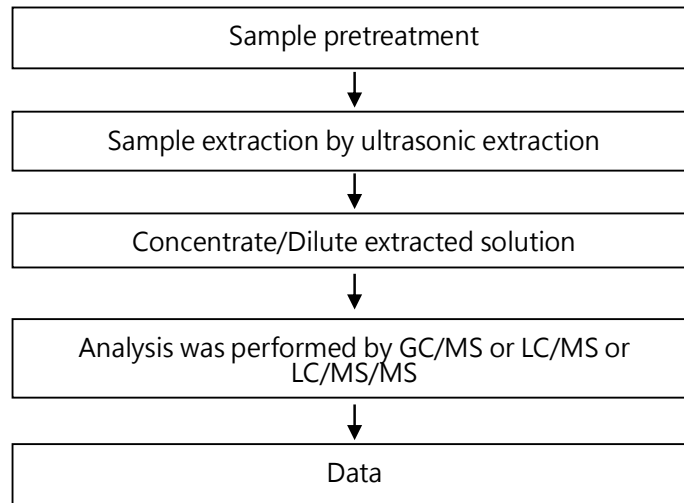 Sample pretreatment
Sample extraction by ultrasonic extraction
Concentrate/Dilute extracted solution
Analysis was performed by GC/MS or LC/MS or
LC/MS/MS
Data